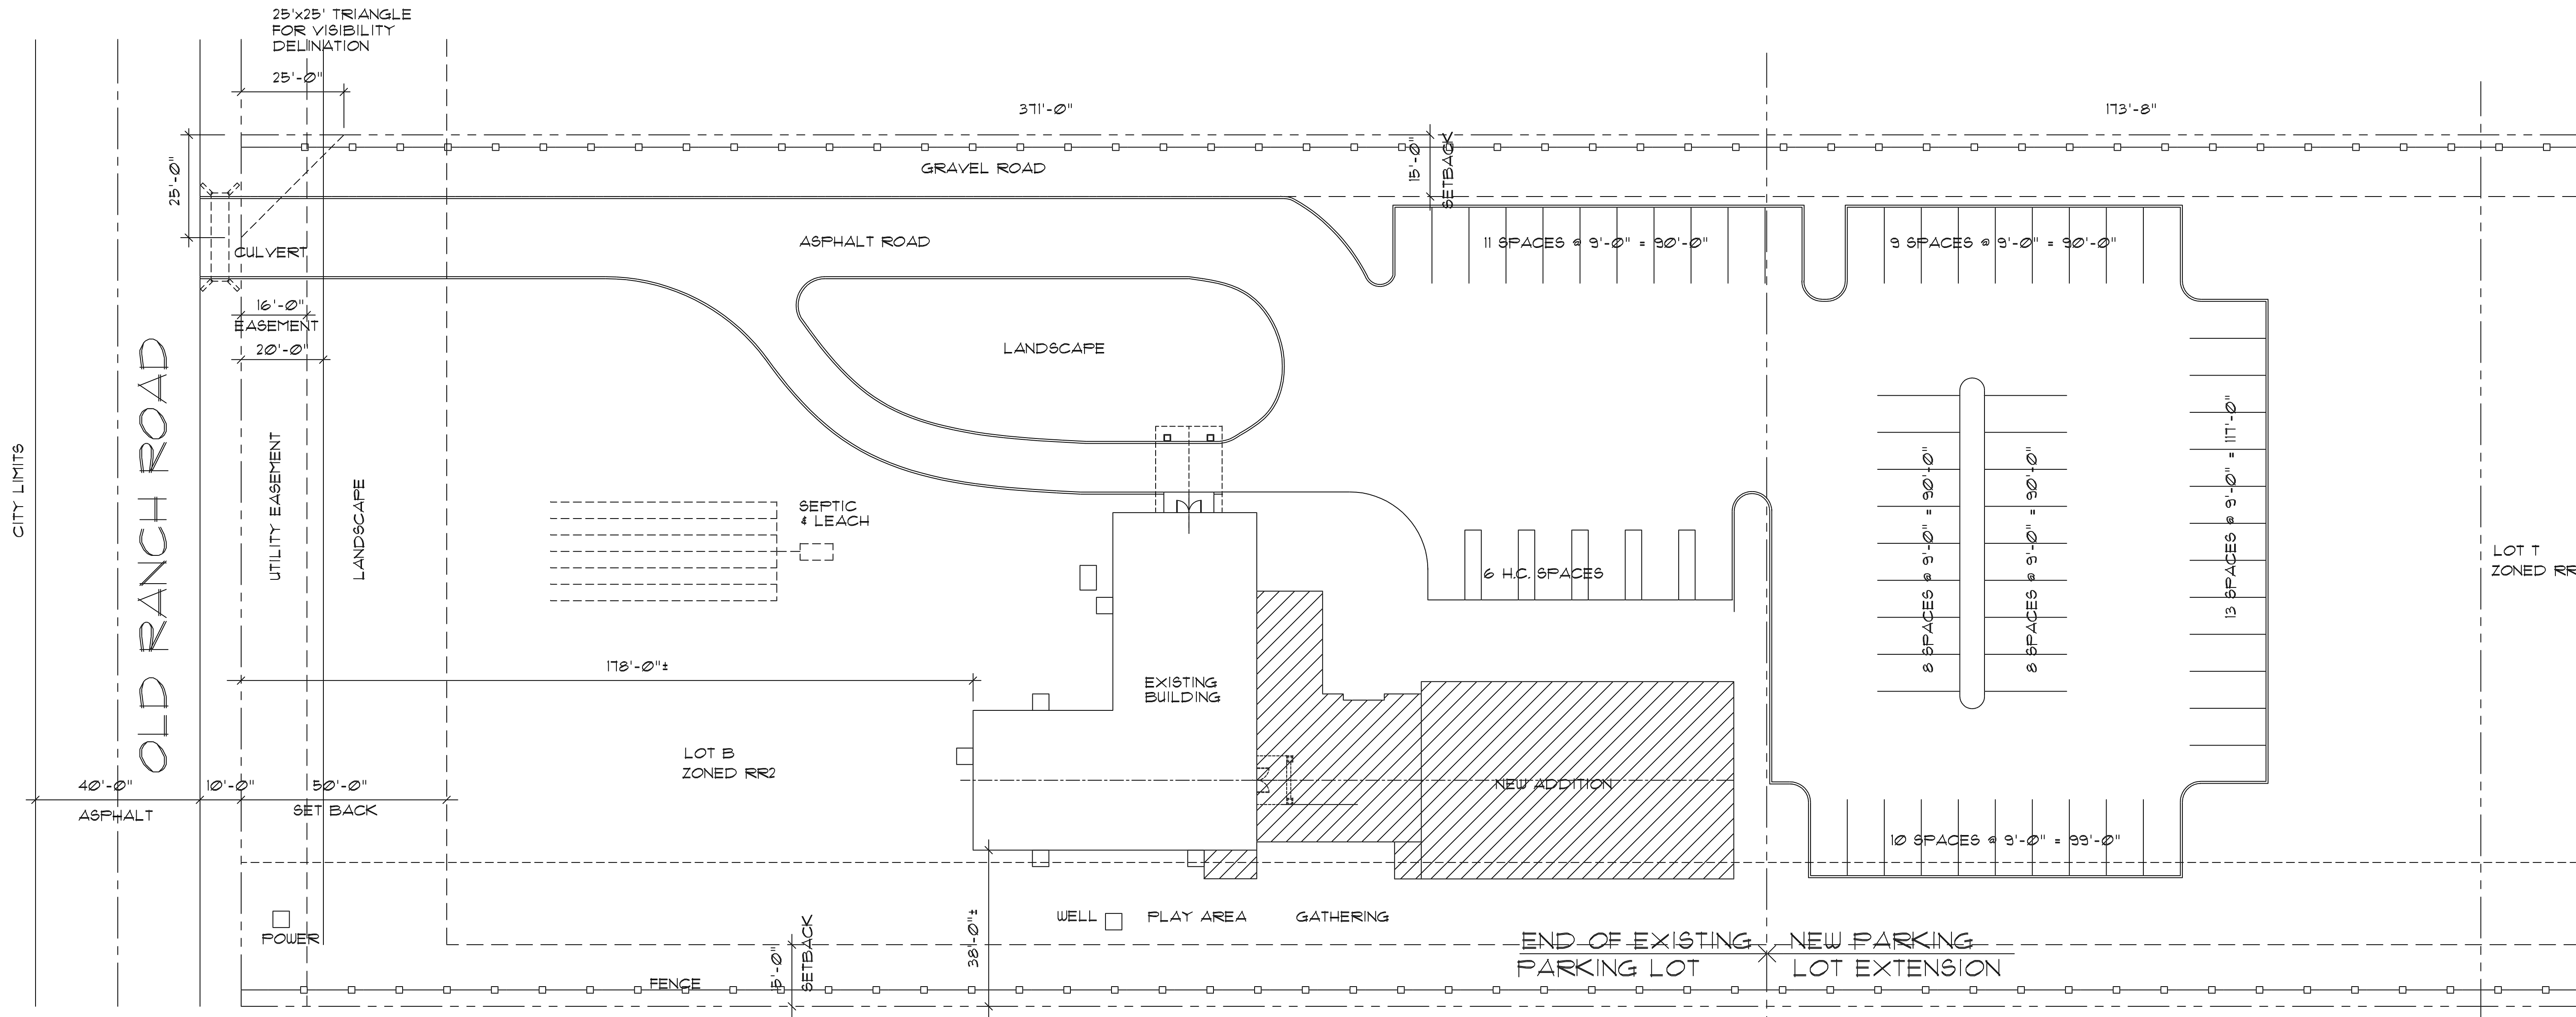 25'x25' TRIANGLE
FOR VISIBILITY
DELINATION
25'-0"
371'-0"
173'-8"
25'-0"
GRAVEL ROAD
15'-0"
SETBACK
CULVERT
ASPHALT ROAD
11 SPACES @ 9'-0" = 90'-0"
9 SPACES @ 9'-0" = 90'-0"
16'-0"
EASEMENT
20'-0"
LANDSCAPE
CITY LIMITS
OLD RANCH ROAD
UTILITY EASEMENT
LANDSCAPE
SEPTIC
& LEACH
6 H.C. SPACES
8 SPACES @ 9'-0" = 90'-0"
8 SPACES @ 9'-0" = 90'-0"
13 SPACES @ 9'-0" = 117'-0"
LOT T
ZONED RR
178'-0"±
EXISTING
BUILDING
LOT B
ZONED RR2
40'-0"
ASPHALT
10'-0"
50'-0"
SET BACK
NEW ADDITION
10 SPACES @ 9'-0" = 99'-0"
POWER
WELL
PLAY AREA
GATHERING
38'-0"±
15'-0"
SETBACK
FENCE
END OF EXISTING
PARKING LOT
NEW PARKING
LOT EXTENSION